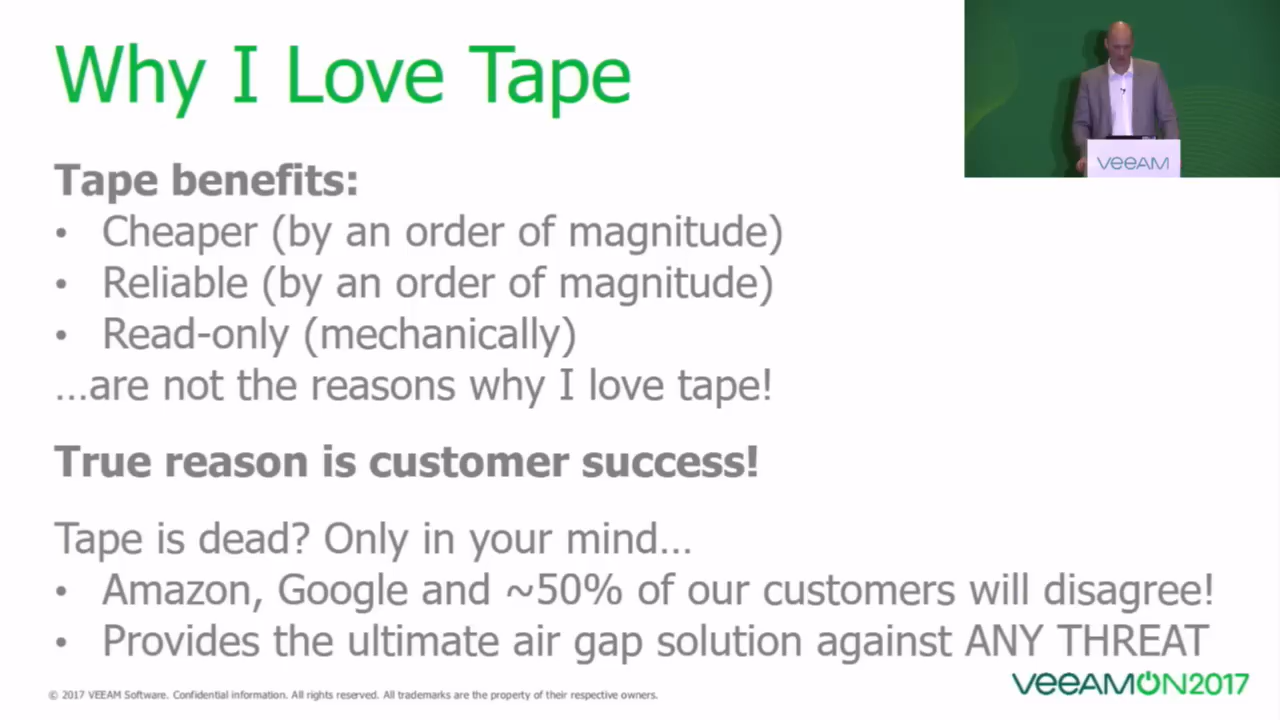 Why I Love Tape
Tape benefits:
• Cheaper (by an order of magnitude)
• Reliable (by an order of magnitude)
• Read-only (mechanically)
…are not the reasons why I love tape!
True reason is customer success!
Tape is dead? Only in your mind…
• Amazon, Google and ~50% of our customers will disagree!
• Provides the ultimate air gap solution against ANY THREAT
© 2017 VEEAM Software. Confidential information. All rights reserved. All trademarks are the property of their respective owners.
VEEAMON2017
VEEAM